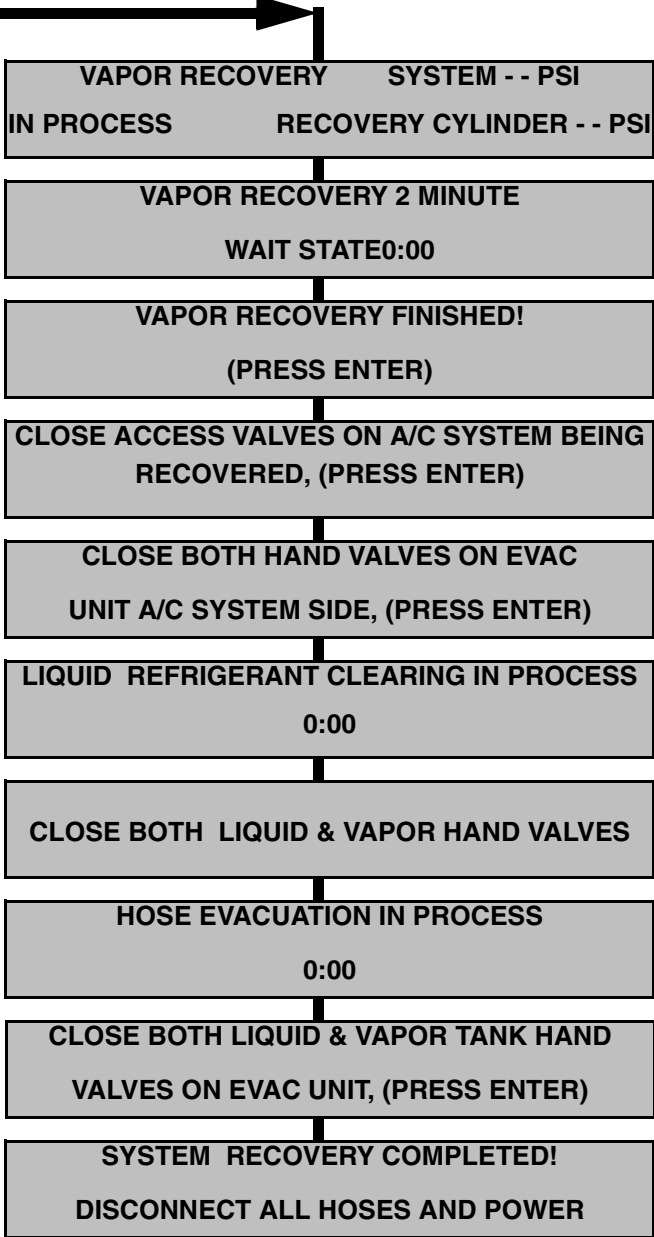 VAPOR RECOVERY SYSTEM - - PSI
IN PROCESS RECOVERY CYLINDER - - PSI
VAPOR RECOVERY 2 MINUTE
WAIT STATE0:00
VAPOR RECOVERY FINISHED!
(PRESS ENTER)
CLOSE ACCESS VALVES ON A/C SYSTEM BEING
RECOVERED, (PRESS ENTER)
CLOSE BOTH HAND VALVES ON EVAC
UNIT A/C SYSTEM SIDE, (PRESS ENTER)
LIQUID REFRIGERANT CLEARING IN PROCESS
0:00
CLOSE BOTH LIQUID & VAPOR HAND VALVES
HOSE EVACUATION IN PROCESS
0:00
CLOSE BOTH LIQUID & VAPOR TANK HAND
VALVES ON EVAC UNIT, (PRESS ENTER)
SYSTEM RECOVERY COMPLETED!
DISCONNECT ALL HOSES AND POWER